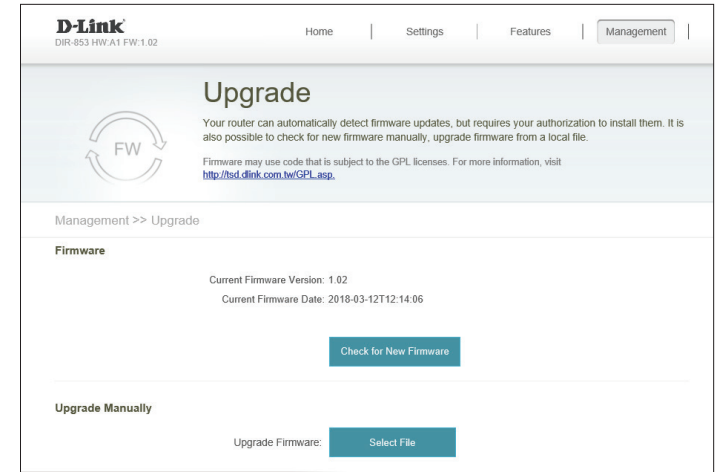 D-Link
DIR-853 HW:A1 FW:1.02
Home | Settings | Features | Management |
Upgrade
Your router can automatically detect firmware updates, but requires your authorization to install them. It is
also possible to check for new firmware manually, upgrade firmware from a local file.
FW
Firmware may use code that is subject to the GPL licenses. For more information, visit
http://tsd.dlink.com.tw/GPL.asp.
Management >> Upgrade
Firmware
Current Firmware Version: 1.02
Current Firmware Date: 2018-03-12T12:14:06
Check for New Firmware
Upgrade Manually
Upgrade Firmware: Select File